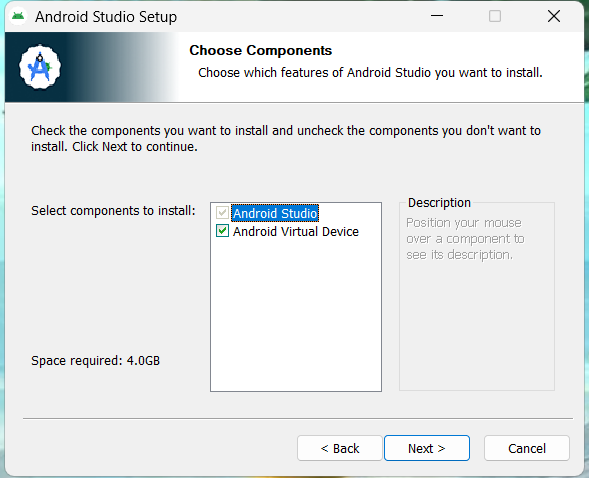 Android Studio Setup
Choose Components
Choose which features of Android Studio you want to install.
Check the components you want to install and uncheck the components you don't want to
install. Click Next to continue.
Select components to install:
Android Studio
Android Virtual Device
Description
Position your mouse
over a component to
see its description.
Space required: 4.0GB
< Back
Next >
Cancel